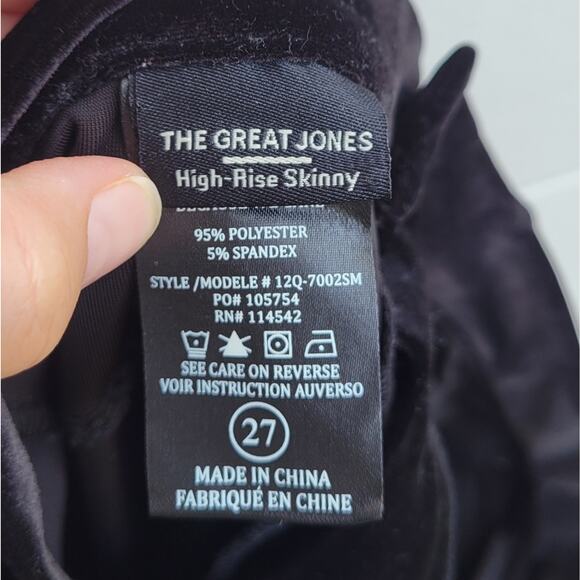 THE GREAT JONES
High-Rise Skinny
95% POLYESTER
5% SPANDEX
STYLE /MODELE # 12Q-7002SM
PO# 105754
RN# 114542
SEE CARE ON REVERSE
VOIR INSTRUCTION AUVERSO
27
MADE IN CHINA
FABRIQUÉ EN CHINE